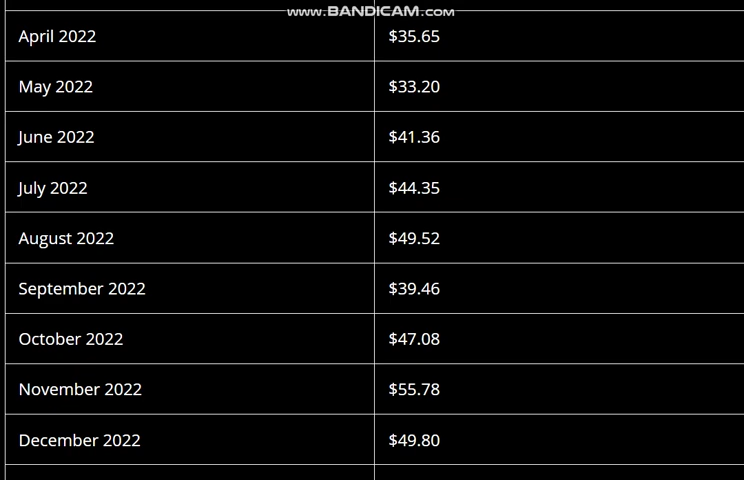 www.BANDICAM.com
April 2022 $35.65
May 2022 $33.20
June 2022 $41.36
July 2022 $44.35
August 2022 $49.52
September 2022 $39.46
October 2022 $47.08
November 2022 $55.78
December 2022 $49.80